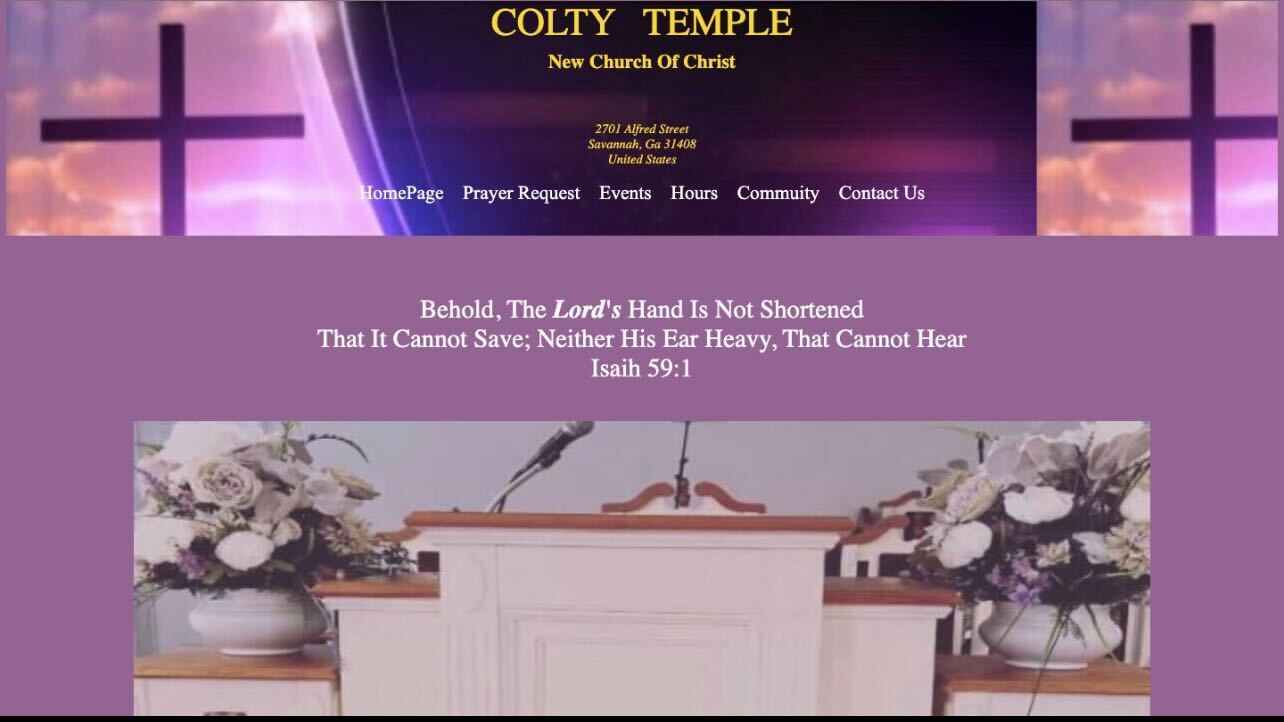 COLTY TEMPLE
New Church Of Christ
2701 Alfred Street
Savannah, Ga 31408
United States
HomePage Prayer Request Events Hours Commuity Contact Us
Behold, The Lord's Hand Is Not Shortened
That It Cannot Save; Neither His Ear Heavy, That Cannot Hear
Isaih 59:1